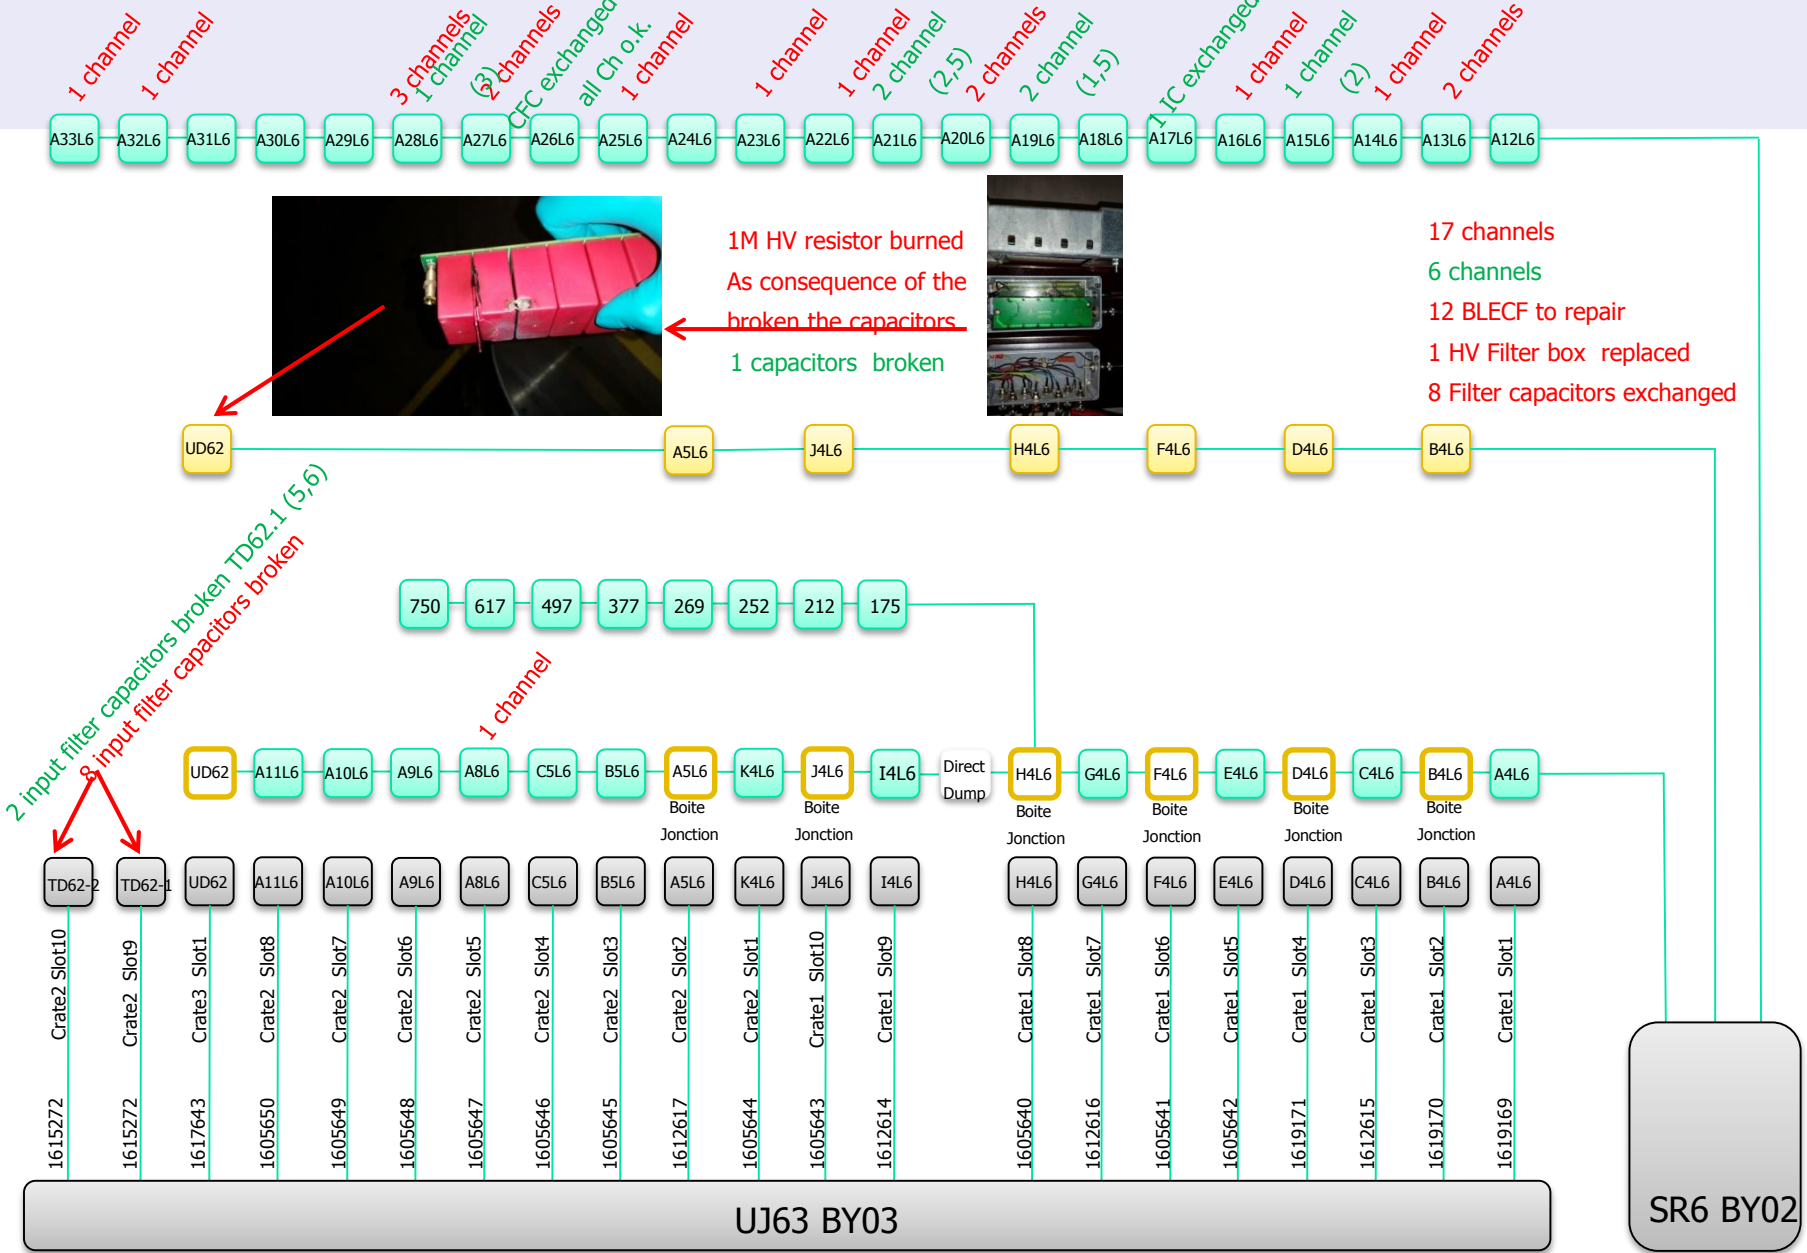 1 channel
1 channel
3 channels
1 channel
(3)
2 channels
CFC exchanged
all Ch o.k.
1 channel
1 channel
1 channel
2 channel
(2,5)
2 channels
2 channel
(1,5)
1 IC exchanged
1 channel
1 channel
(2)
1 channel
2 channels
A33L6 A32L6 A31L6 A30L6 A29L6 A28L6 A27L6 A26L6 A25L6 A24L6 A23L6 A22L6 A21L6 A20L6 A19L6 A18L6 A17L6 A16L6 A15L6 A14L6 A13L6 A12L6
1M HV resistor burned
As consequence of the
broken the capacitors
1 capacitors broken
17 channels
6 channels
12 BLECF to repair
1 HV Filter box replaced
8 Filter capacitors exchanged
UD62 A5L6 J4L6 H4L6 F4L6 D4L6 B4L6
2 input filter capacitors broken TD62.1 (5,6)
8 input filter capacitors broken
750 617 497 377 269 252 212 175
1 channel
UD62 A11L6 A10L6 A9L6 A8L6 C5L6 B5L6 A5L6 K4L6 J4L6 I4L6 Direct Dump H4L6 G4L6 F4L6 E4L6 D4L6 C4L6 B4L6 A4L6
Boite Jonction
Boite Jonction
Boite Jonction
Boite Jonction
Boite Jonction
Boite Jonction
TD62-2 TD62-1 UD62 A11L6 A10L6 A9L6 A8L6 C5L6 B5L6 A5L6 K4L6 J4L6 I4L6 H4L6 G4L6 F4L6 E4L6 D4L6 C4L6 B4L6 A4L6
1615272 Crate2 Slot10
1615272 Crate2 Slot9
1617643 Crate3 Slot1
1605650 Crate2 Slot8
1605649 Crate2 Slot7
1605648 Crate2 Slot6
1605647 Crate2 Slot5
1605646 Crate2 Slot4
1605645 Crate2 Slot3
1612617 Crate2 Slot2
1605644 Crate2 Slot1
1605643 Crate1 Slot10
1612614 Crate1 Slot9
1605640 Crate1 Slot8
1612616 Crate1 Slot7
1605641 Crate1 Slot6
1605642 Crate1 Slot5
1619171 Crate1 Slot4
1612615 Crate1 Slot3
1619170 Crate1 Slot2
1619169 Crate1 Slot1
UJ63 BY03
SR6 BY02